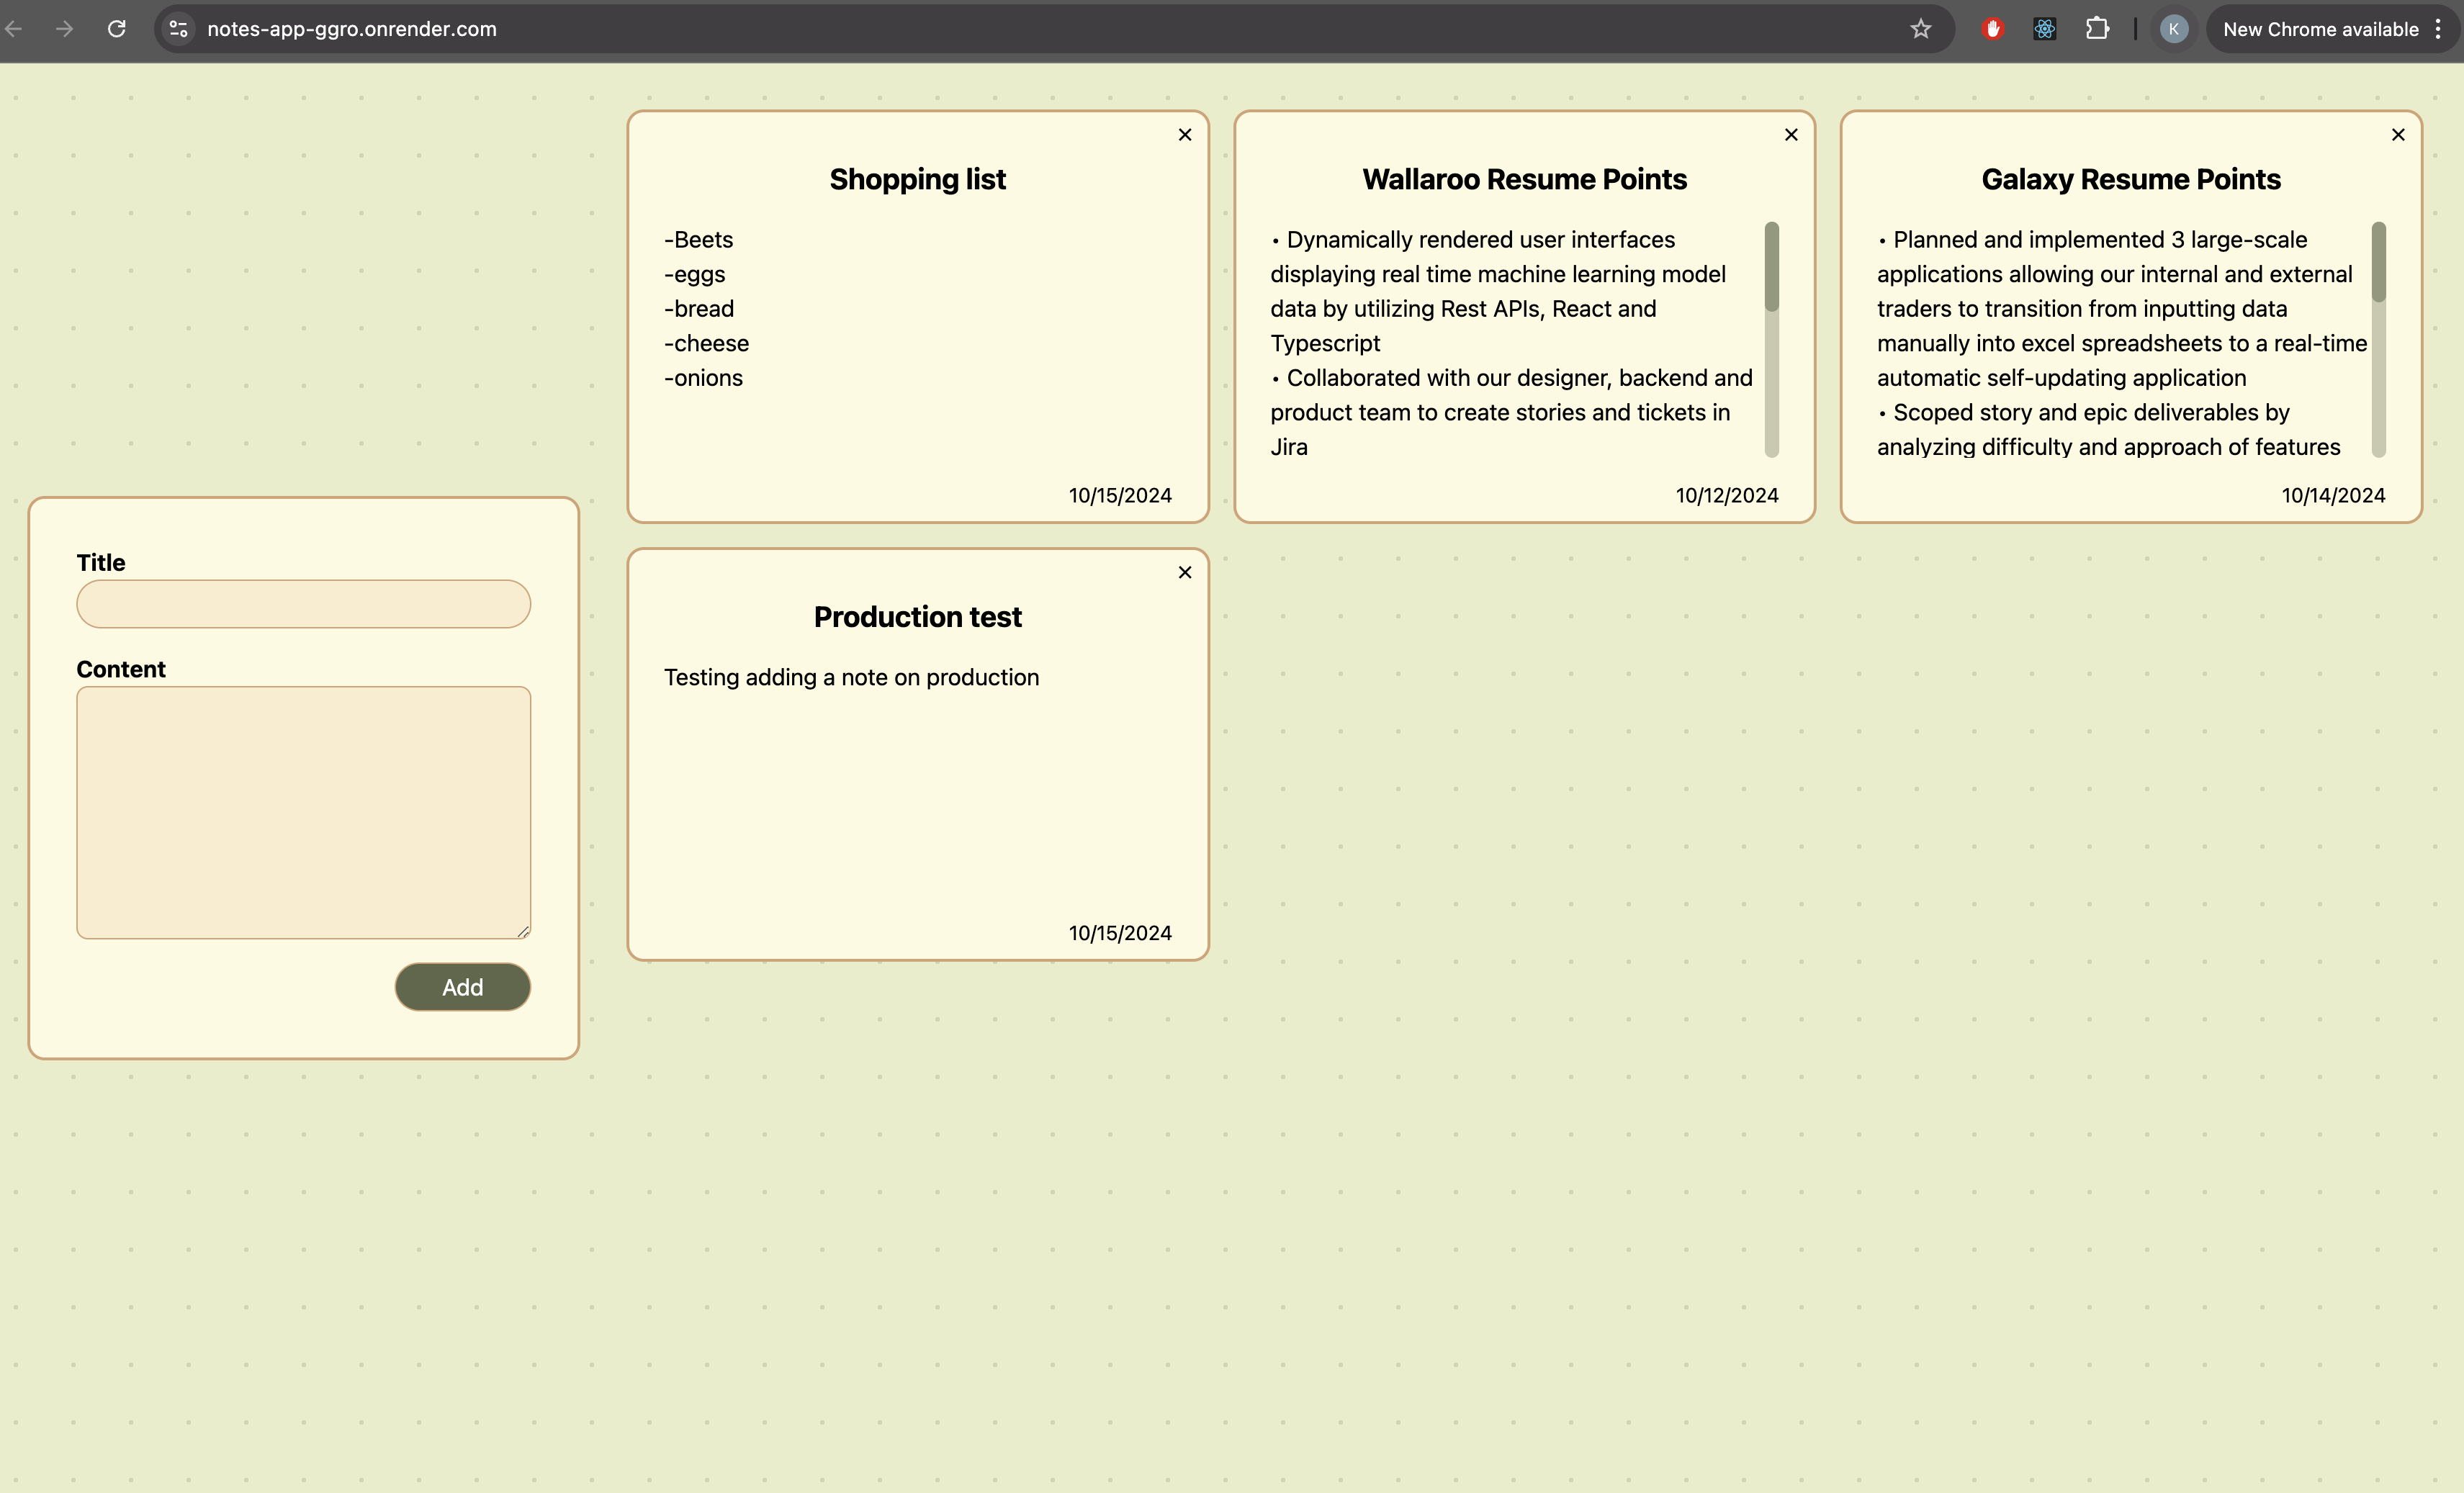 notes-app-ggro.onrender.com
K
New Chrome available
Shopping list
-Beets
-eggs
-bread
-cheese
-onions
10/15/2024
Wallaroo Resume Points
• Dynamically rendered user interfaces
displaying real time machine learning model
data by utilizing Rest APIs, React and
Typescript
• Collaborated with our designer, backend and
product team to create stories and tickets in
Jira
10/12/2024
Galaxy Resume Points
• Planned and implemented 3 large-scale
applications allowing our internal and external
traders to transition from inputting data
manually into excel spreadsheets to a real-time
automatic self-updating application
• Scoped story and epic deliverables by
analyzing difficulty and approach of features
10/14/2024
Title
Content
Add
Production test
Testing adding a note on production
10/15/2024